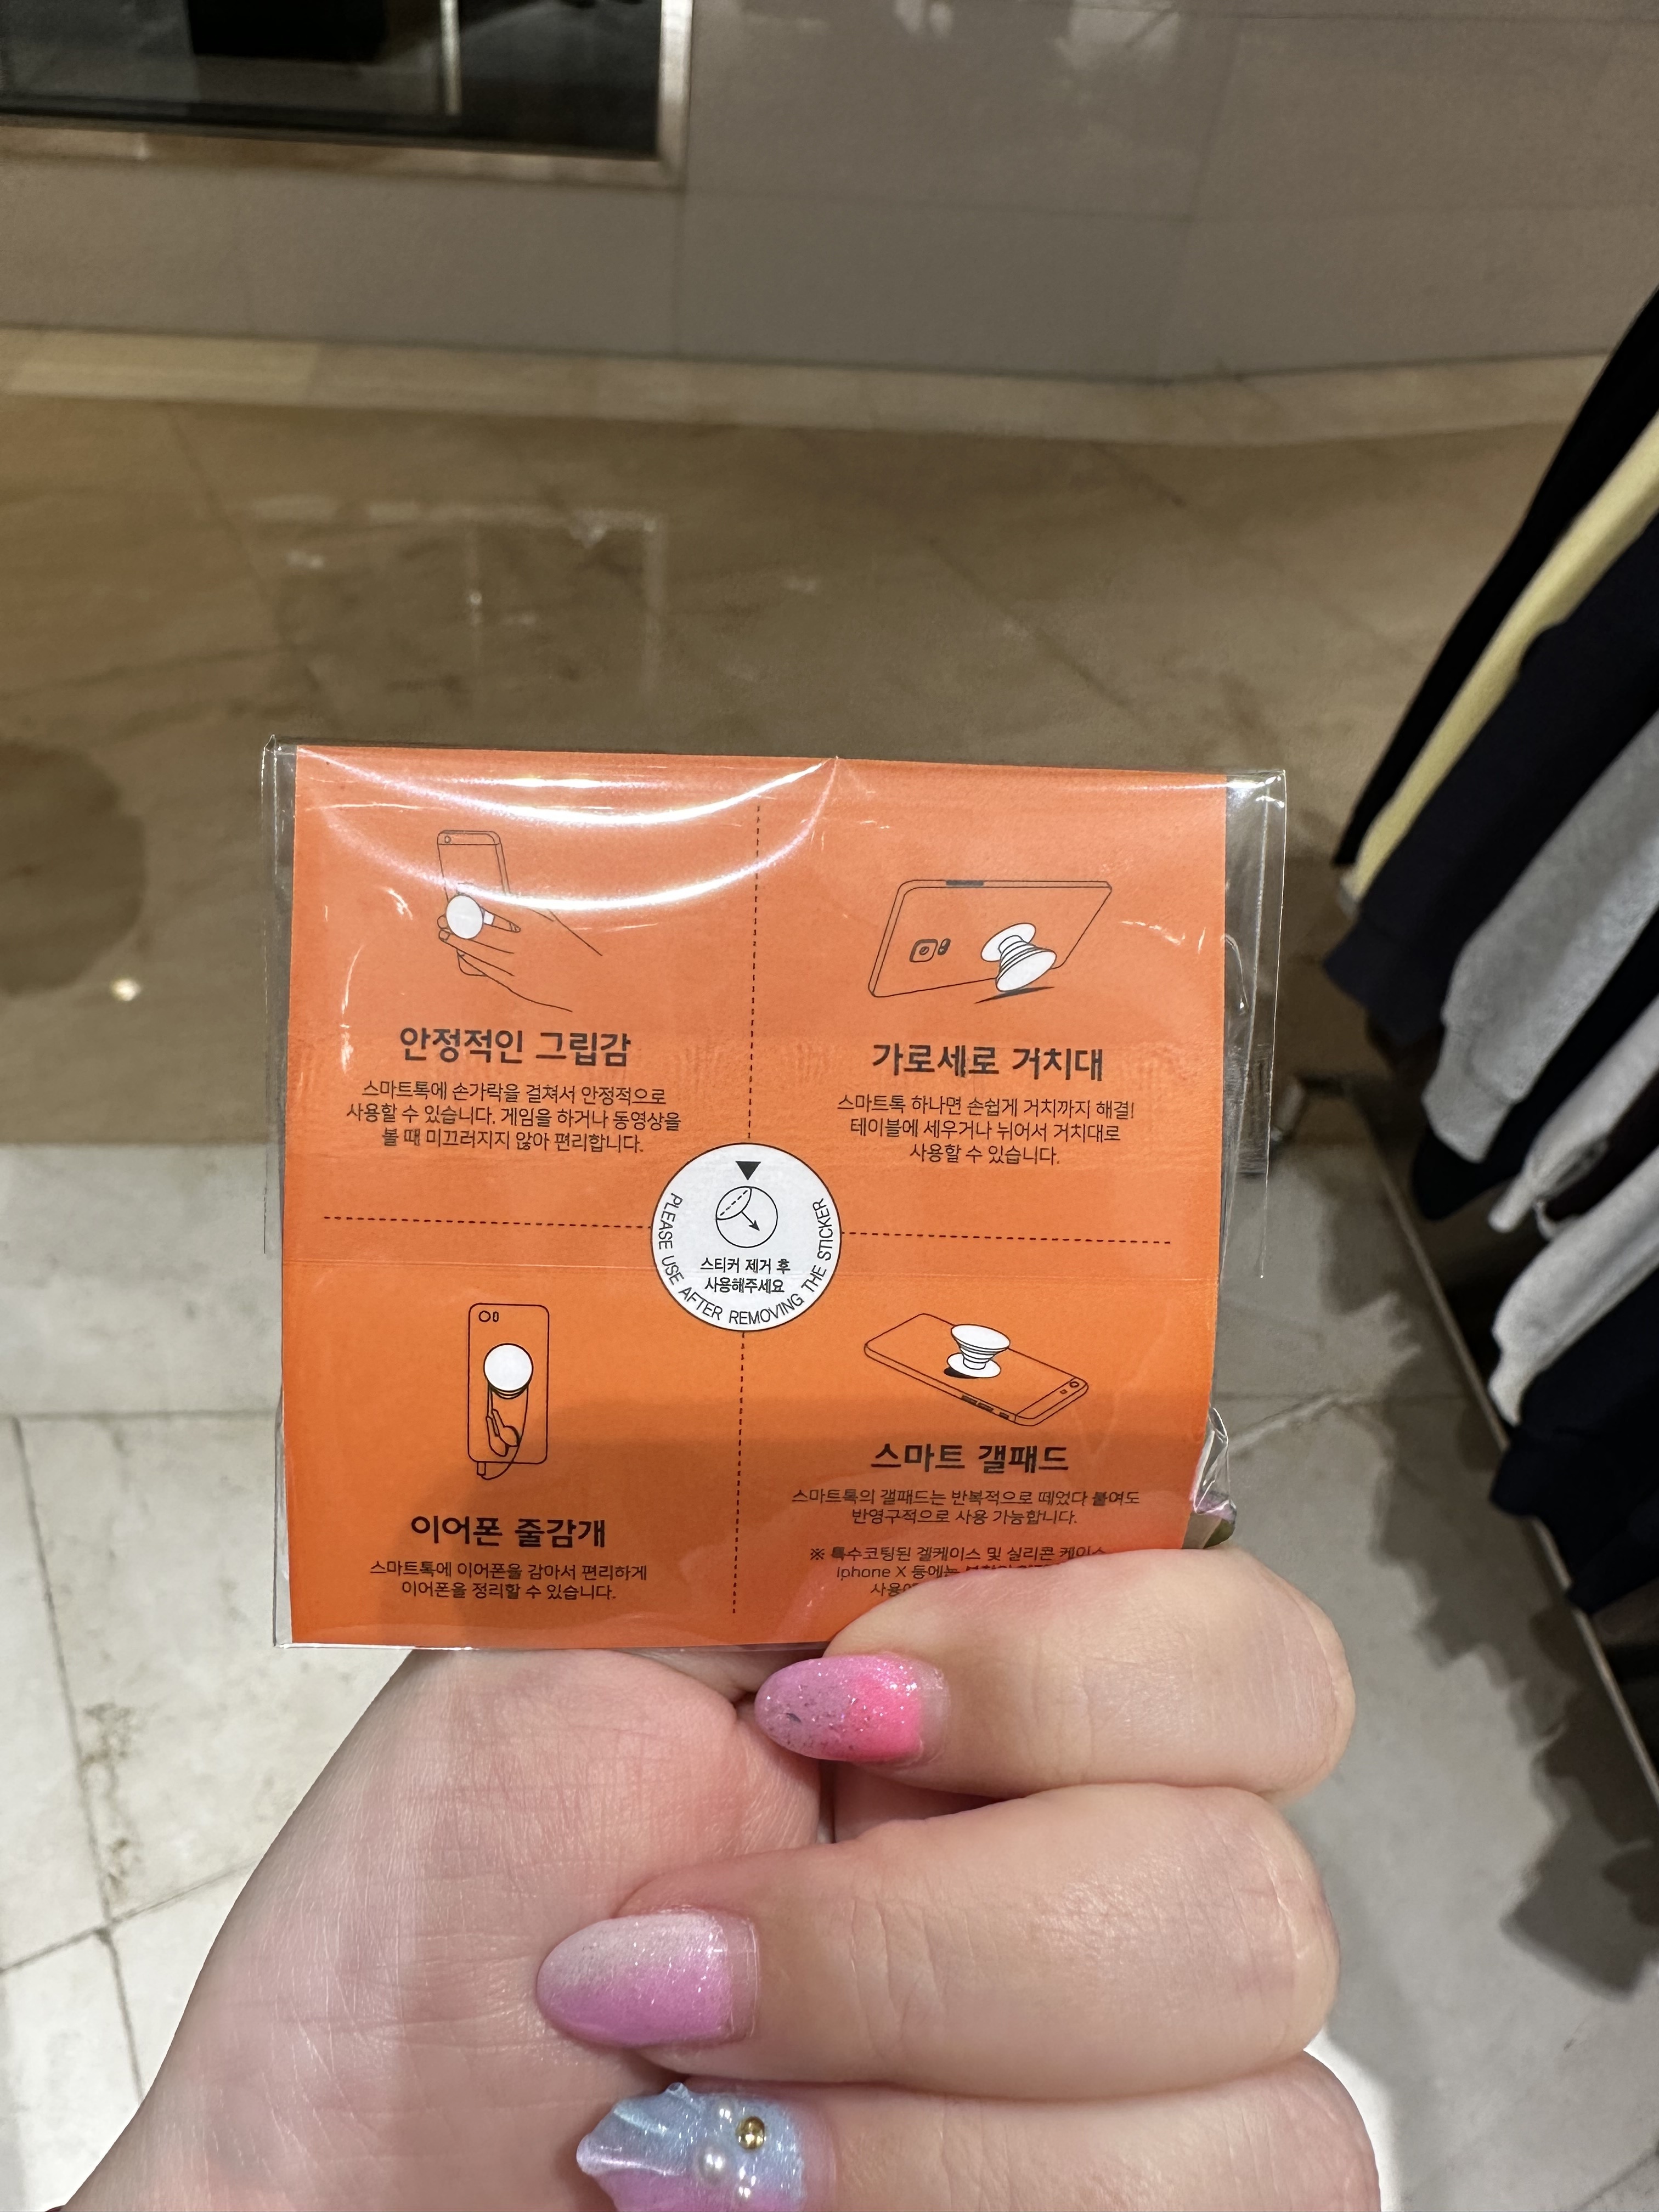 안정적인 그립감
스마트톡에 손가락을 걸쳐서 안정적으로
사용할 수 있습니다. 게임을 하거나 동영상을
볼 때 미끄러지지 않아 편리합니다.
가로세로 거치대
스마트톡 하나면 손쉽게 거치까지 해결!
테이블에 세우거나 뉘어서 거치대로
사용할 수 있습니다.
스티커 제거 후
사용해주세요
PLEASE USE AFTER REMOVING THE STICKER
이어폰 줄감개
스마트톡에 이어폰을 감아서 편리하게
이어폰을 정리할 수 있습니다.
스마트 갤패드
스마트톡의 갤패드는 반복적으로 떼었다 붙여도
반영구적으로 사용 가능합니다.
※ 특수코팅된 겔케이스 및 실리콘 케이스
iphone X 등에는